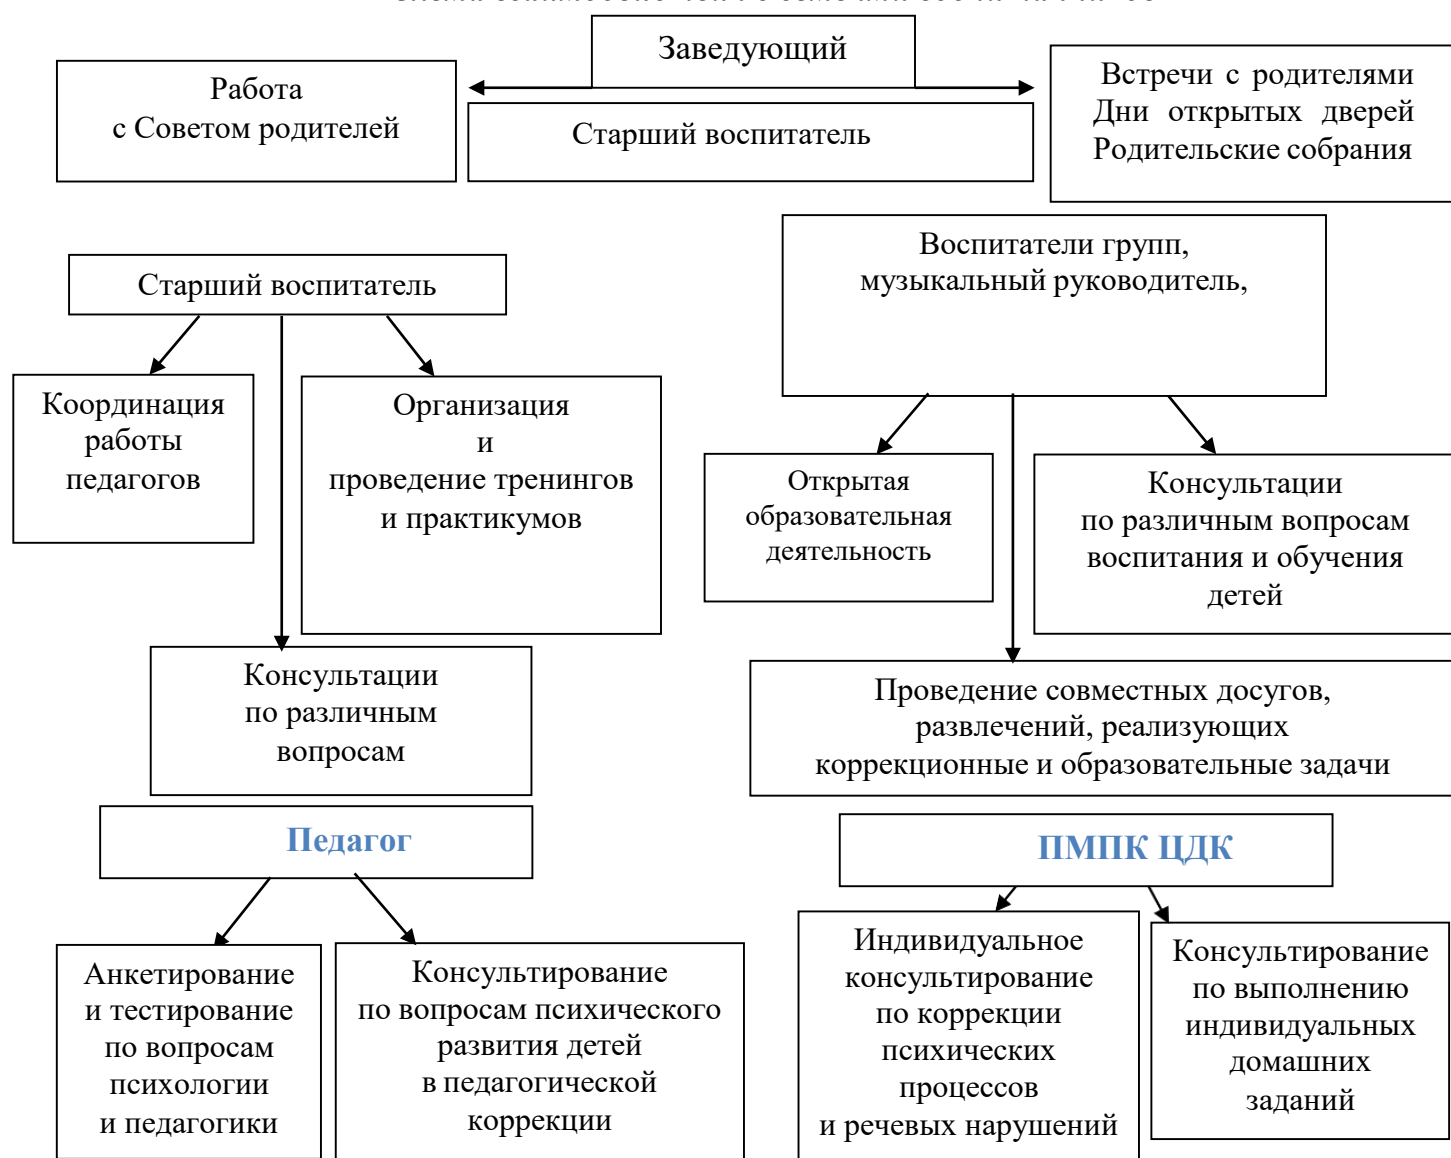 Заведующий
Работа
с Советом родителей
Старший воспитатель
Встречи с родителями
Дни открытых дверей
Родительские собрания
Старший воспитатель
Воспитатели групп,
музыкальный руководитель,
Координация
работы
педагогов
Организация
и
проведение тренингов
и практикумов
Консультации
по различным
вопросам
Открытая
образовательная
деятельность
Консультации
по различным вопросам
воспитания и обучения
детей
Проведение совместных досугов,
развлечений, реализующих
коррекционные и образовательные задачи
Педагог
ПМПК ЦДК
Анкетирование
и тестирование
по вопросам
психологии
и педагогики
Консультирование
по вопросам психического
развития детей
в педагогической
коррекции
Индивидуальное
консультирование
по коррекции
психических
процессов
и речевых нарушений
Консультирование
по выполнению
индивидуальных
домашних
заданий